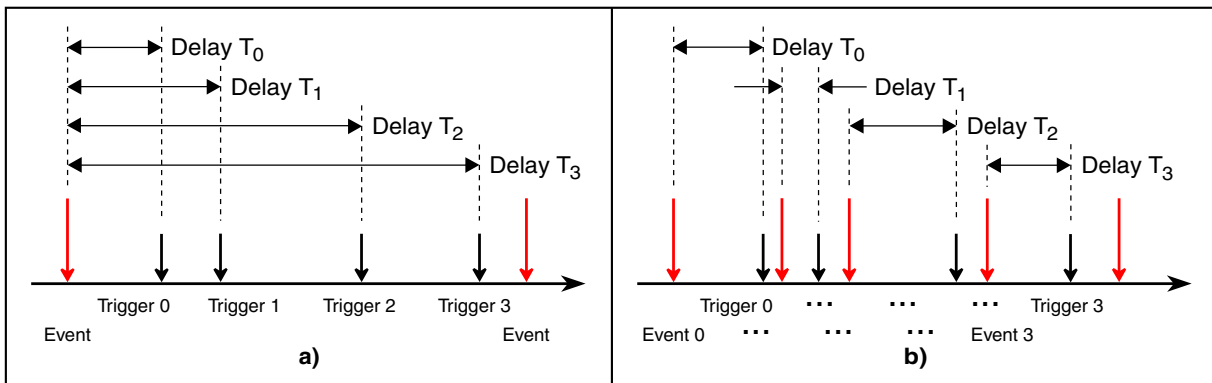 Delay T0
Delay T1
Delay T2
Delay T3
Trigger 0 Trigger 1 Trigger 2 Trigger 3
Event Event
a)
Delay T0
Delay T1
Delay T2
Delay T3
Trigger 0 ... ... ... Trigger 3
Event 0 ... ... ... Event 3
b)